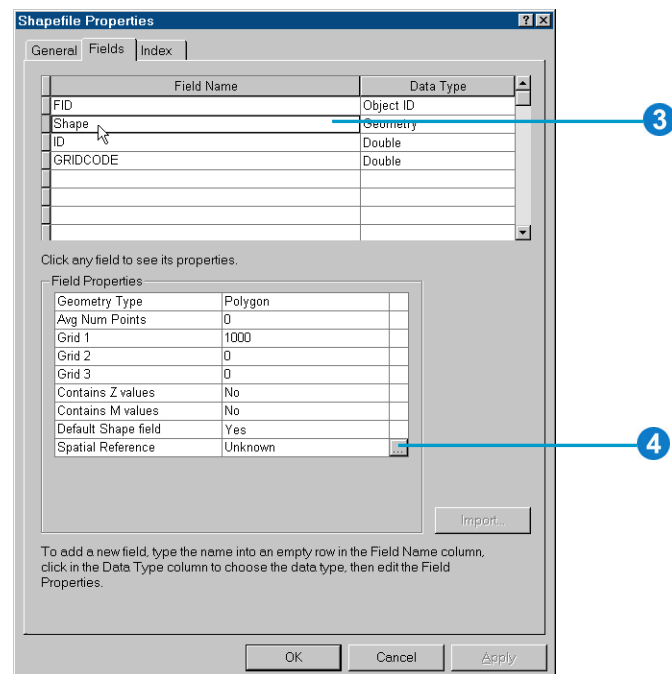 Shapefile Properties
General Fields Index
Field Name Data Type
FID Object ID
Shape Geometry
3
ID Double
GRIDCODE Double
Click any field to see its properties.
Field Properties
Geometry Type Polygon
Avg Num Points 0
Grid 1 1000
Grid 2 0
Grid 3 0
Contains Z values No
Contains M values No
Default Shape field Yes
Spatial Reference Unknown ...
4
Import...
To add a new field, type the name into an empty row in the Field Name column,
click in the Data Type column to choose the data type, then edit the Field
Properties.
OK Cancel Apply